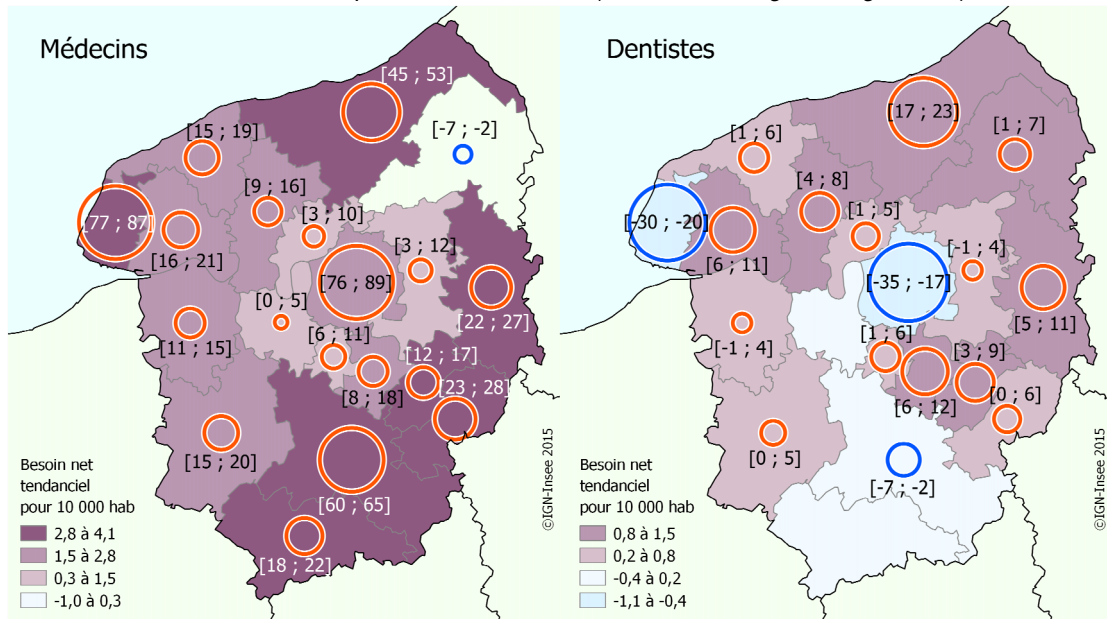 Médecins
[45 ; 53]
[-7 ; -2]
[15 ; 19]
[9 ; 16]
[3 ; 10]
[77 ; 87]
[16 ; 21]
[3 ; 12]
[76 ; 89]
[0 ; 5]
[22 ; 27]
[11 ; 15]
[6 ; 11]
[12 ; 17]
[8 ; 18]
[23 ; 28]
[15 ; 20]
[60 ; 65]
[18 ; 22]
Besoin net
tendanciel
pour 10 000 hab
2,8 à 4,1
1,5 à 2,8
0,3 à 1,5
-1,0 à 0,3
©IGN-Insee 2015
Dentistes
[17 ; 23]
[1 ; 7]
[1 ; 6]
[4 ; 8]
[1 ; 5]
[-30 ; -20]
[6 ; 11]
[-1 ; 4]
[-35 ; -17]
[5 ; 11]
[-1 ; 4]
[1 ; 6]
[3 ; 9]
[6 ; 12]
[0 ; 6]
[0 ; 5]
[-7 ; -2]
Besoin net
tendanciel
pour 10 000 hab
0,8 à 1,5
0,2 à 0,8
-0,4 à 0,2
-1,1 à -0,4
©IGN-Insee 2015